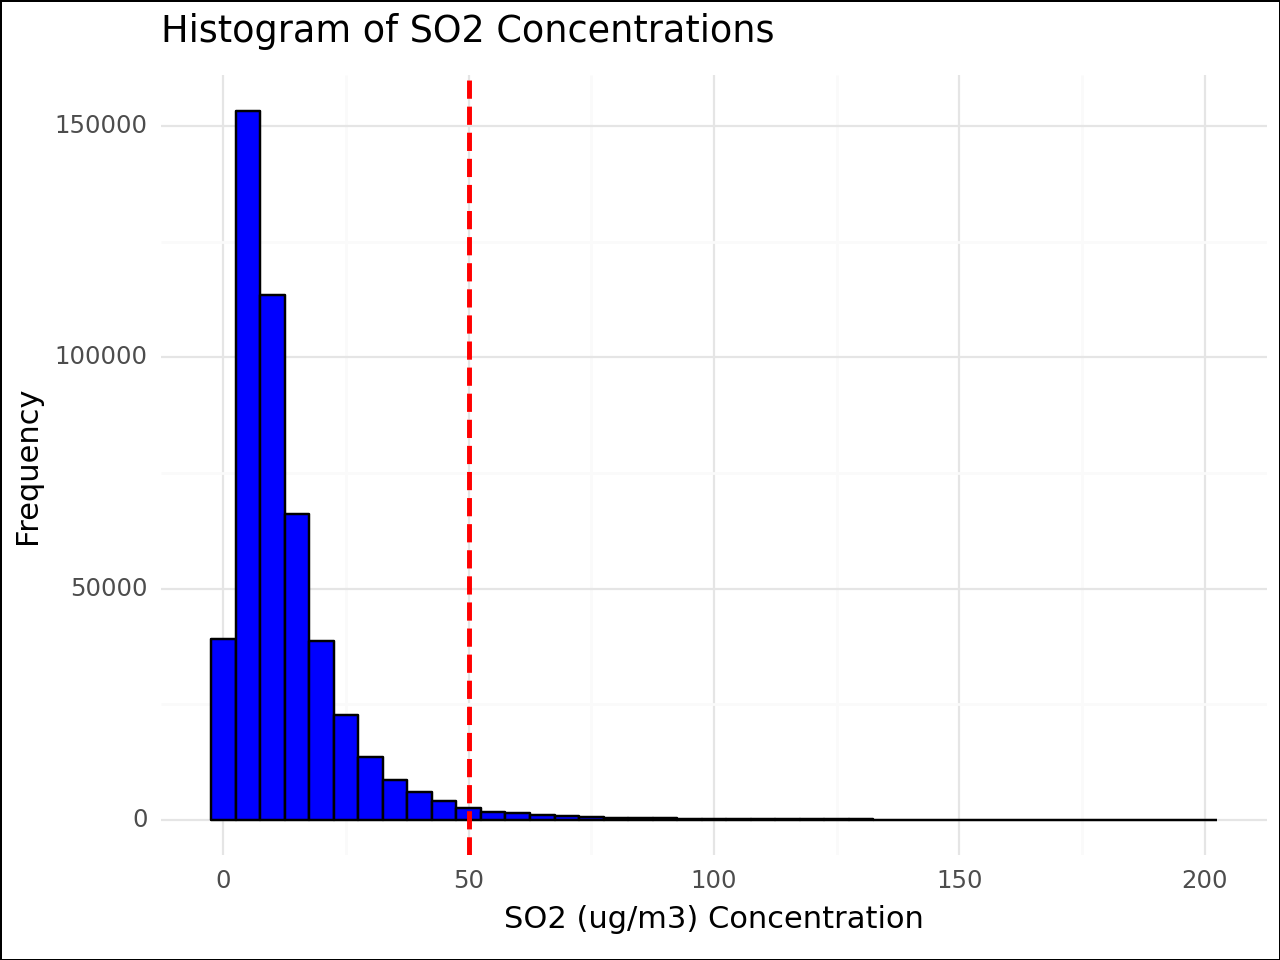 Histogram of SO2 Concentrations
150000
100000
50000
0
Frequency
0 50 100 150 200
SO2 (ug/m3) Concentration